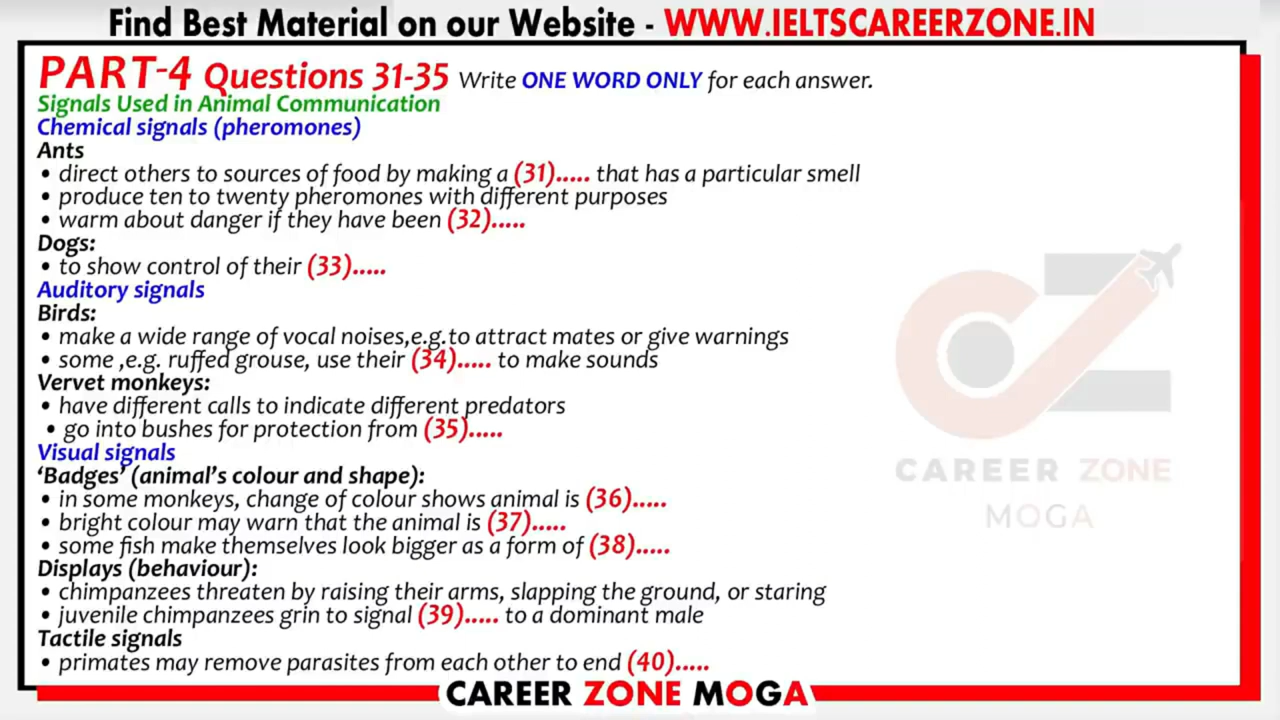 Find Best Material on our Website - WWW.IELTSCAREERZONE.IN
PART-4 Questions 31-35 Write ONE WORD ONLY for each answer.
Signals Used in Animal Communication
Chemical signals (pheromones)
Ants
• direct others to sources of food by making a (31)..... that has a particular smell
• produce ten to twenty pheromones with different purposes
• warm about danger if they have been (32).....
Dogs:
• to show control of their (33).....
Auditory signals
Birds:
• make a wide range of vocal noises,e.g.to attract mates or give warnings
• some ,e.g. ruffed grouse, use their (34)..... to make sounds
Vervet monkeys:
• have different calls to indicate different predators
• go into bushes for protection from (35).....
Visual signals
‘Badges’ (animal’s colour and shape):
• in some monkeys, change of colour shows animal is (36).....
• bright colour may warn that the animal is (37).....
• some fish make themselves look bigger as a form of (38).....
Displays (behaviour):
• chimpanzees threaten by raising their arms, slapping the ground, or staring
• juvenile chimpanzees grin to signal (39)..... to a dominant male
Tactile signals
• primates may remove parasites from each other to end (40).....
CAREER ZONE
MOGA
CAREER ZONE MOGA